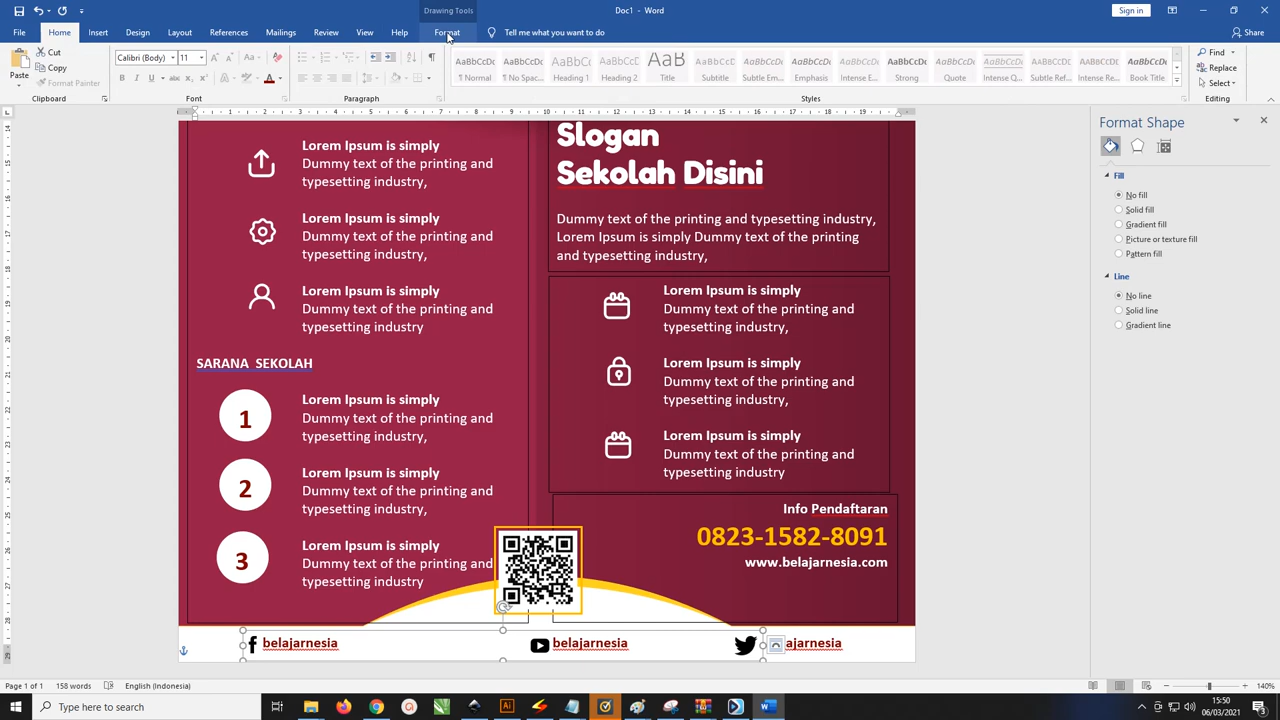 Drawing Tools
Doc1 - Word
Sign in
File Home Insert Design Layout References Mailings Review View Help Format Tell me what you want to do Share
Paste
Cut
Copy
Format Painter
Clipboard
Calibri (Body) 11
Font
Paragraph
AaBbCcDc AaBbCcDc AaBbCc AaBbCcC AaB AaBbCcD AaBbCcDc AaBbCcDc AaBbCcDc AaBbCcDc AaBbCcDc AaBbCcDc AaBbCcDc AaBbCcDc AaBbCcDc
¶ Normal ¶ No Spac... Heading 1 Heading 2 Title Subtitle Subtle Em... Emphasis Intense E... Strong Quote Intense Q... Subtle Ref... Intense Re... Book Title
Styles
Find
Replace
Select
Editing
Lorem Ipsum is simply
Dummy text of the printing and
typesetting industry,
Lorem Ipsum is simply
Dummy text of the printing and
typesetting industry,
Lorem Ipsum is simply
Dummy text of the printing and
typesetting industry
SARANA SEKOLAH
1
Lorem Ipsum is simply
Dummy text of the printing and
typesetting industry,
2
Lorem Ipsum is simply
Dummy text of the printing and
typesetting industry,
3
Lorem Ipsum is simply
Dummy text of the printing and
typesetting industry
Slogan
Sekolah Disini
Dummy text of the printing and typesetting industry,
Lorem Ipsum is simply Dummy text of the printing
and typesetting industry,
Lorem Ipsum is simply
Dummy text of the printing and
typesetting industry,
Lorem Ipsum is simply
Dummy text of the printing and
typesetting industry,
Lorem Ipsum is simply
Dummy text of the printing and
typesetting industry
Info Pendaftaran
0823-1582-8091
www.belajarnesia.com
belajarnesia belajarnesia ajarnesia
Format Shape
Fill
No fill
Solid fill
Gradient fill
Picture or texture fill
Pattern fill
Line
No line
Solid line
Gradient line
Page 1 of 1 158 words English (Indonesia) 140%
Type here to search
15:50
06/03/2021